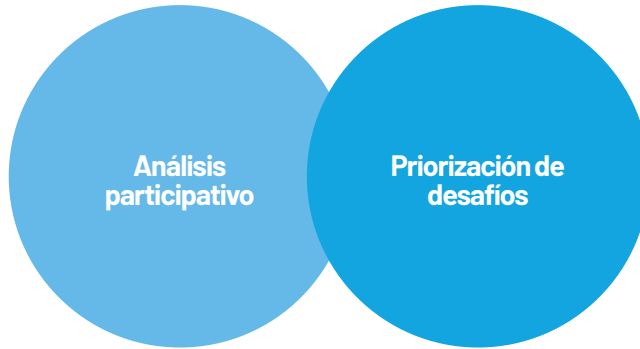 Análisis
participativo
Priorización de
desafíos